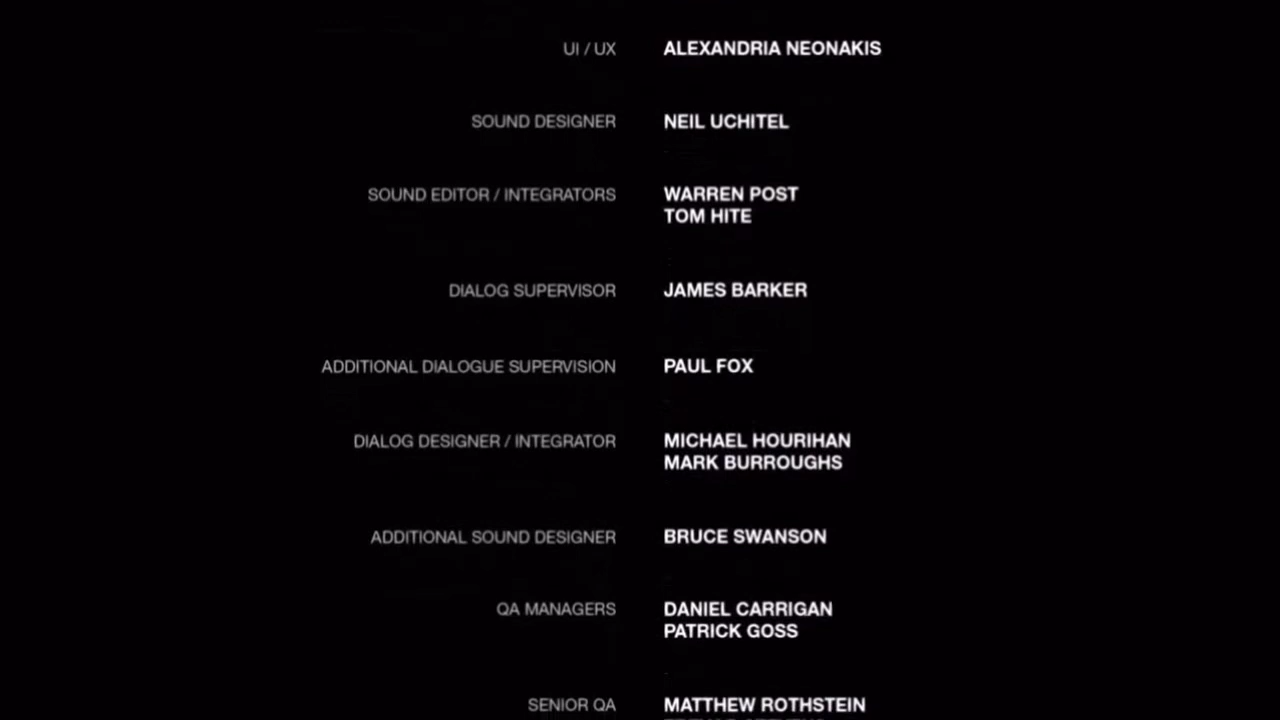 UI / UX ALEXANDRIA NEONAKIS
SOUND DESIGNER NEIL UCHITEL
SOUND EDITOR / INTEGRATORS WARREN POST
TOM HITE
DIALOG SUPERVISOR JAMES BARKER
ADDITIONAL DIALOGUE SUPERVISION PAUL FOX
DIALOG DESIGNER / INTEGRATOR MICHAEL HOURIHAN
MARK BURROUGHS
ADDITIONAL SOUND DESIGNER BRUCE SWANSON
QA MANAGERS DANIEL CARRIGAN
PATRICK GOSS
SENIOR QA MATTHEW ROTHSTEIN